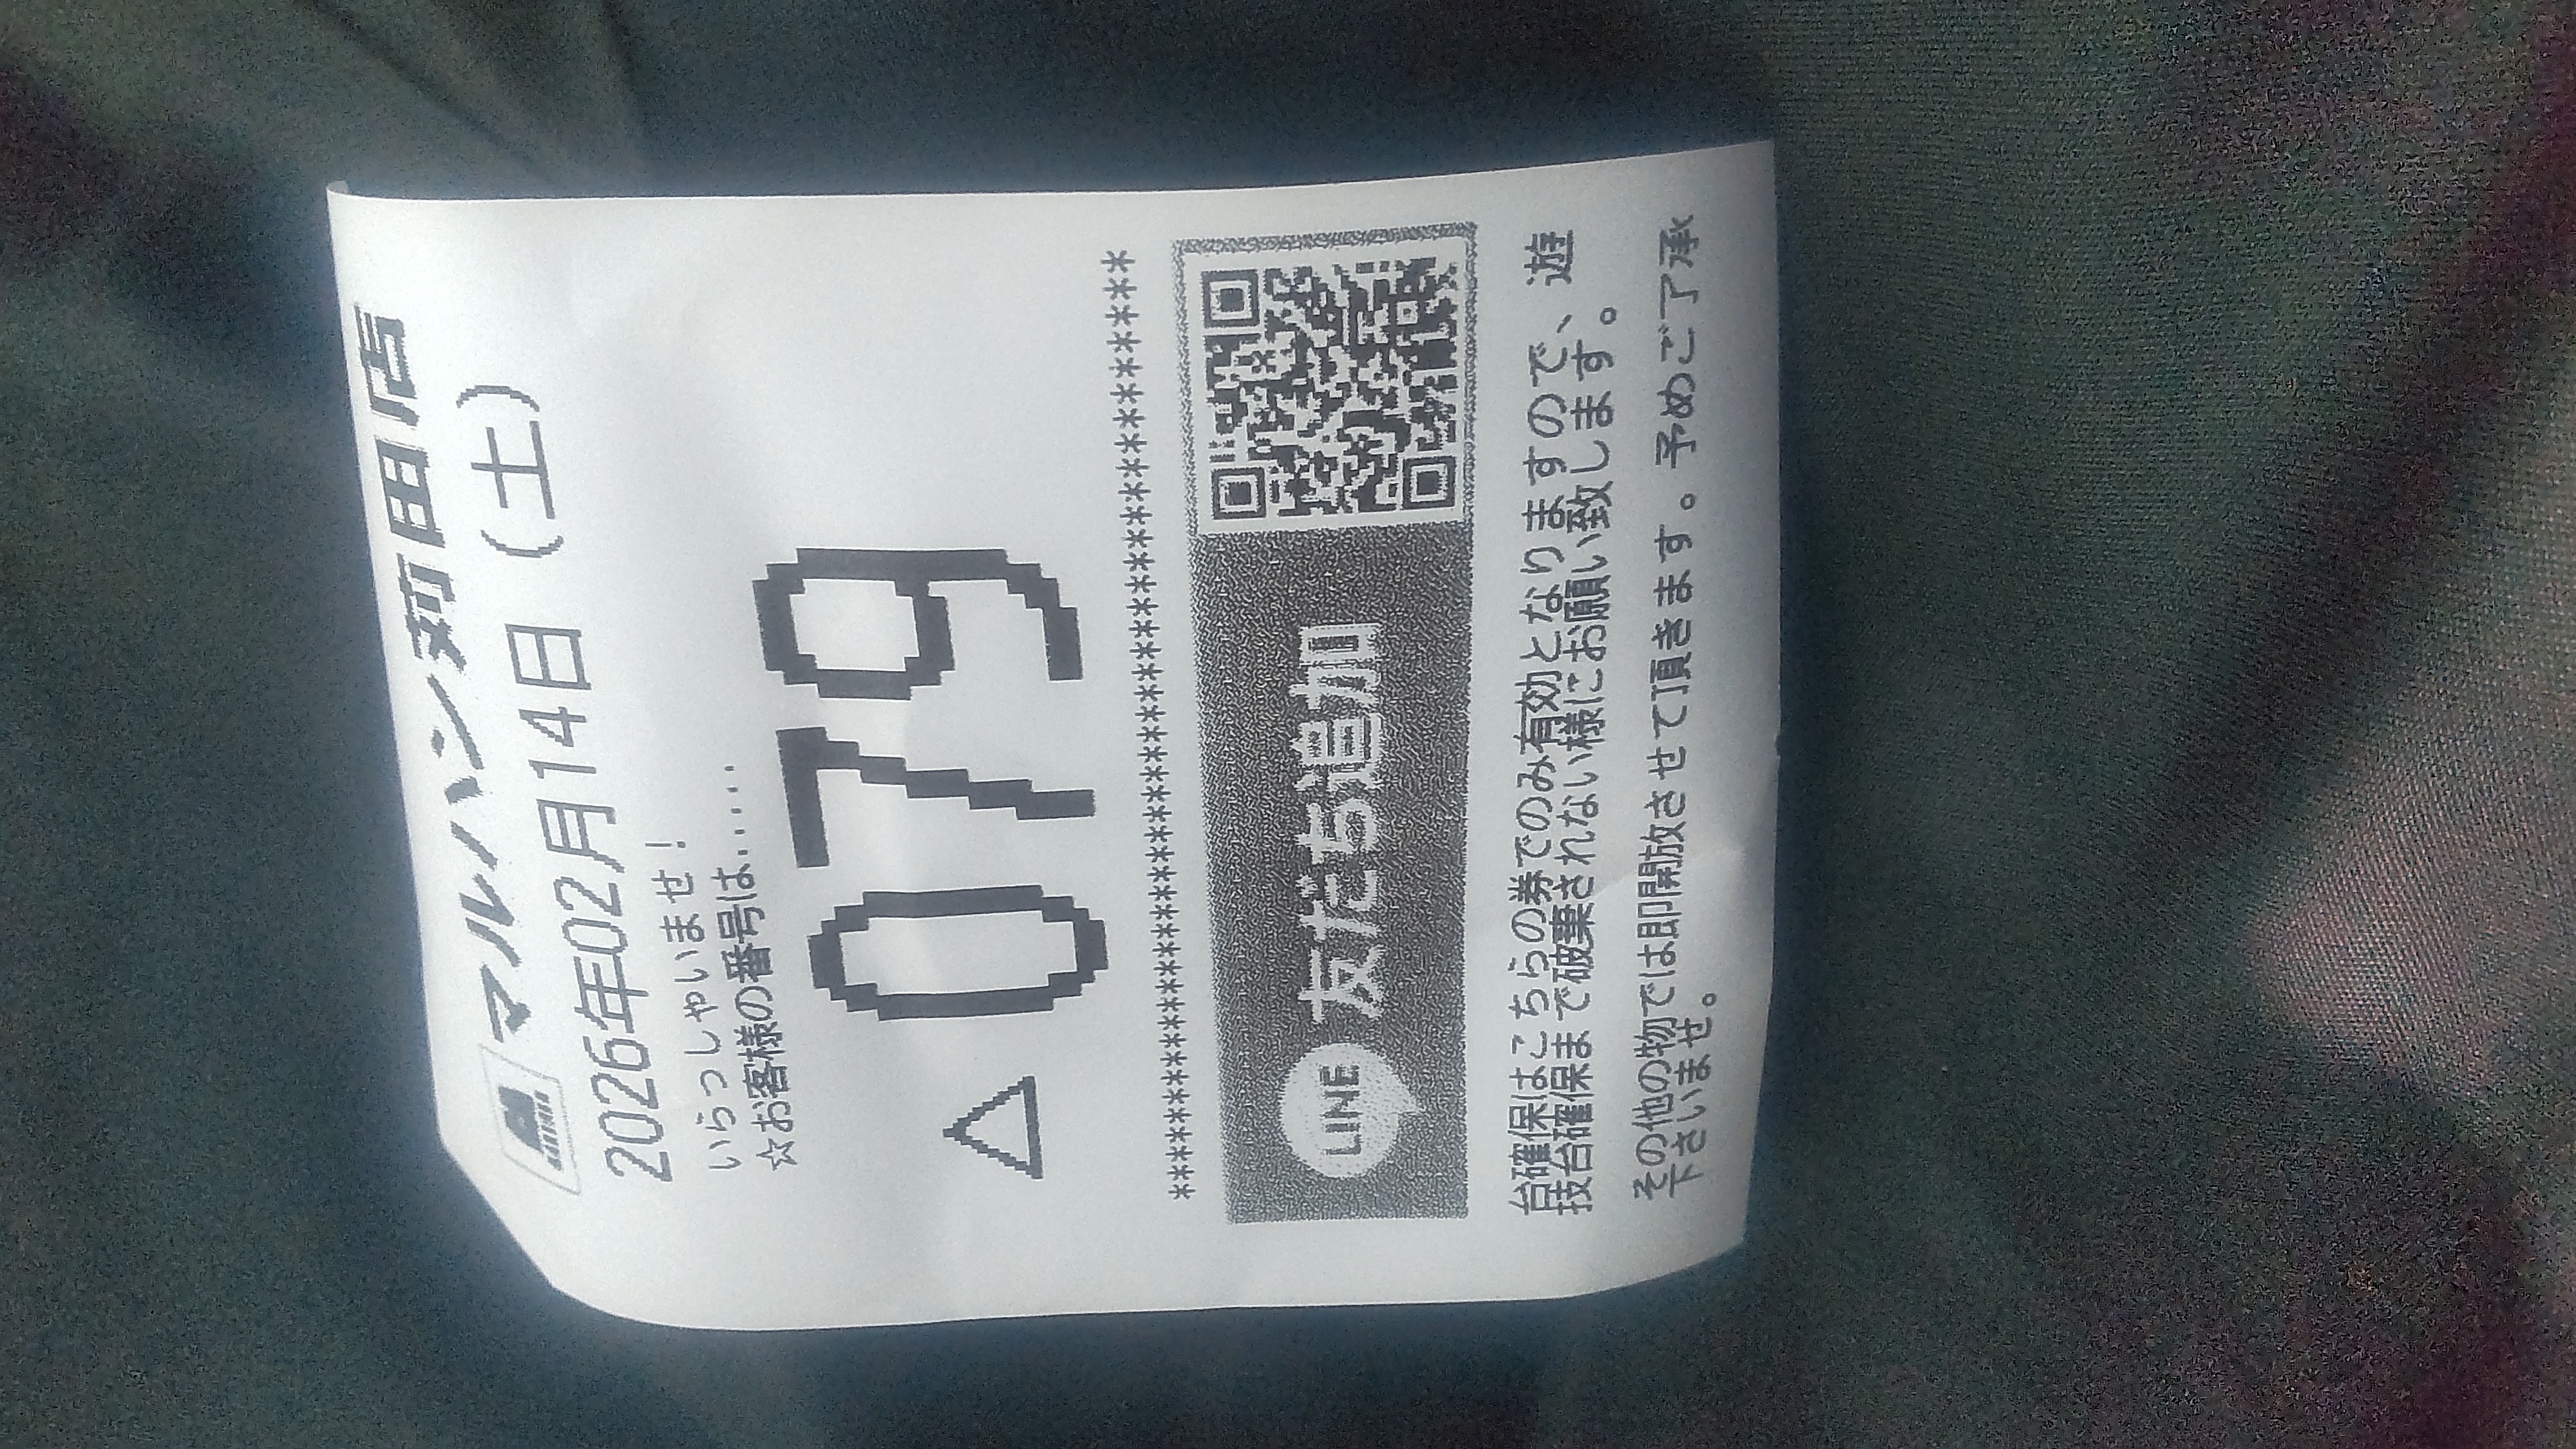 マルハン苅田店
2026年02月14日(土)
いらっしゃいませ!
☆お客様の番号は......
△ 079
***************************************
LINE 友だち追加
台確保はこちらの券でのみ有効となりますので、遊
技台確保まで破棄されない様にお願い致します。
その他の物では即開放させて頂きます。予めご了承
下さいませ。